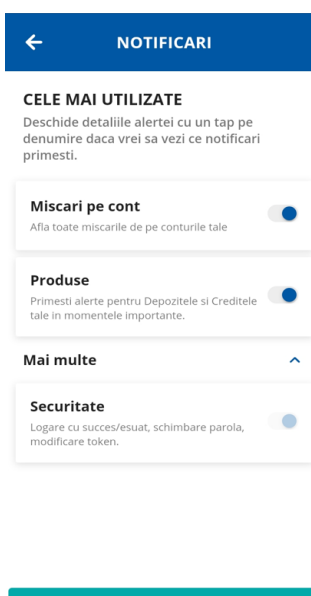 NOTIFICARI
CELE MAI UTILIZATE
Deschide detaliile alertei cu un tap pe
denumire daca vrei sa vezi ce notificari
primesti.
Miscari pe cont
Afla toate miscarile de pe conturile tale
Produse
Primesti alerte pentru Depozitele si Creditele
tale in momentele importante.
Mai multe
Securitate
Logare cu succes/esuat, schimbare parola,
modificare token.